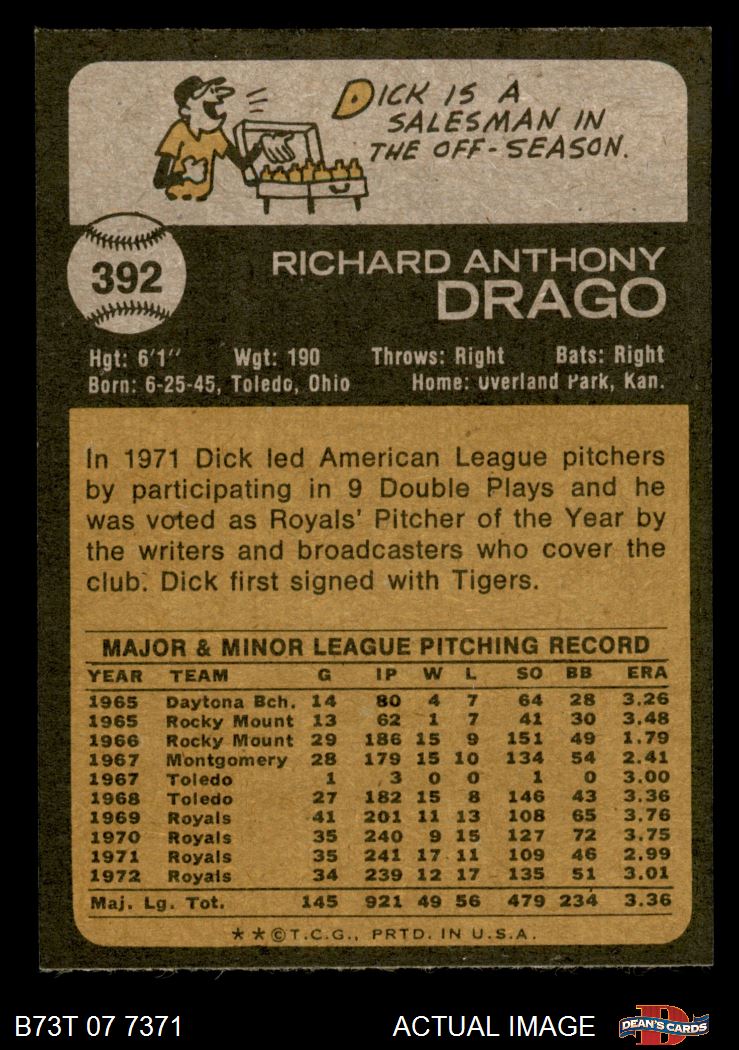 DICK IS A
SALESMAN IN
THE OFF-SEASON.
392
RICHARD ANTHONY
DRAGO
Hgt: 6'1" Wgt: 190 Throws: Right Bats: Right
Born: 6-25-45, Toledo, Ohio Home: Overland Park, Kan.
In 1971 Dick led American League pitchers
by participating in 9 Double Plays and he
was voted as Royals' Pitcher of the Year by
the writers and broadcasters who cover the
club. Dick first signed with Tigers.
MAJOR & MINOR LEAGUE PITCHING RECORD
YEAR TEAM G IP W L SO BB ERA
1965 Daytona Bch. 14 80 4 7 64 28 3.26
1965 Rocky Mount 13 62 1 7 41 30 3.48
1966 Rocky Mount 29 186 15 9 151 49 1.79
1967 Montgomery 28 179 15 10 134 54 2.41
1967 Toledo 1 3 0 0 1 0 3.00
1968 Toledo 27 182 15 8 146 43 3.36
1969 Royals 41 201 11 13 108 65 3.76
1970 Royals 35 240 9 15 127 72 3.75
1971 Royals 35 241 17 11 109 46 2.99
1972 Royals 34 239 12 17 135 51 3.01
Maj. Lg. Tot. 145 921 49 56 479 234 3.36
**©T.C.G., PRTD. IN U.S.A.
B73T 07 7371 ACTUAL IMAGE D DEAN'S CARDS